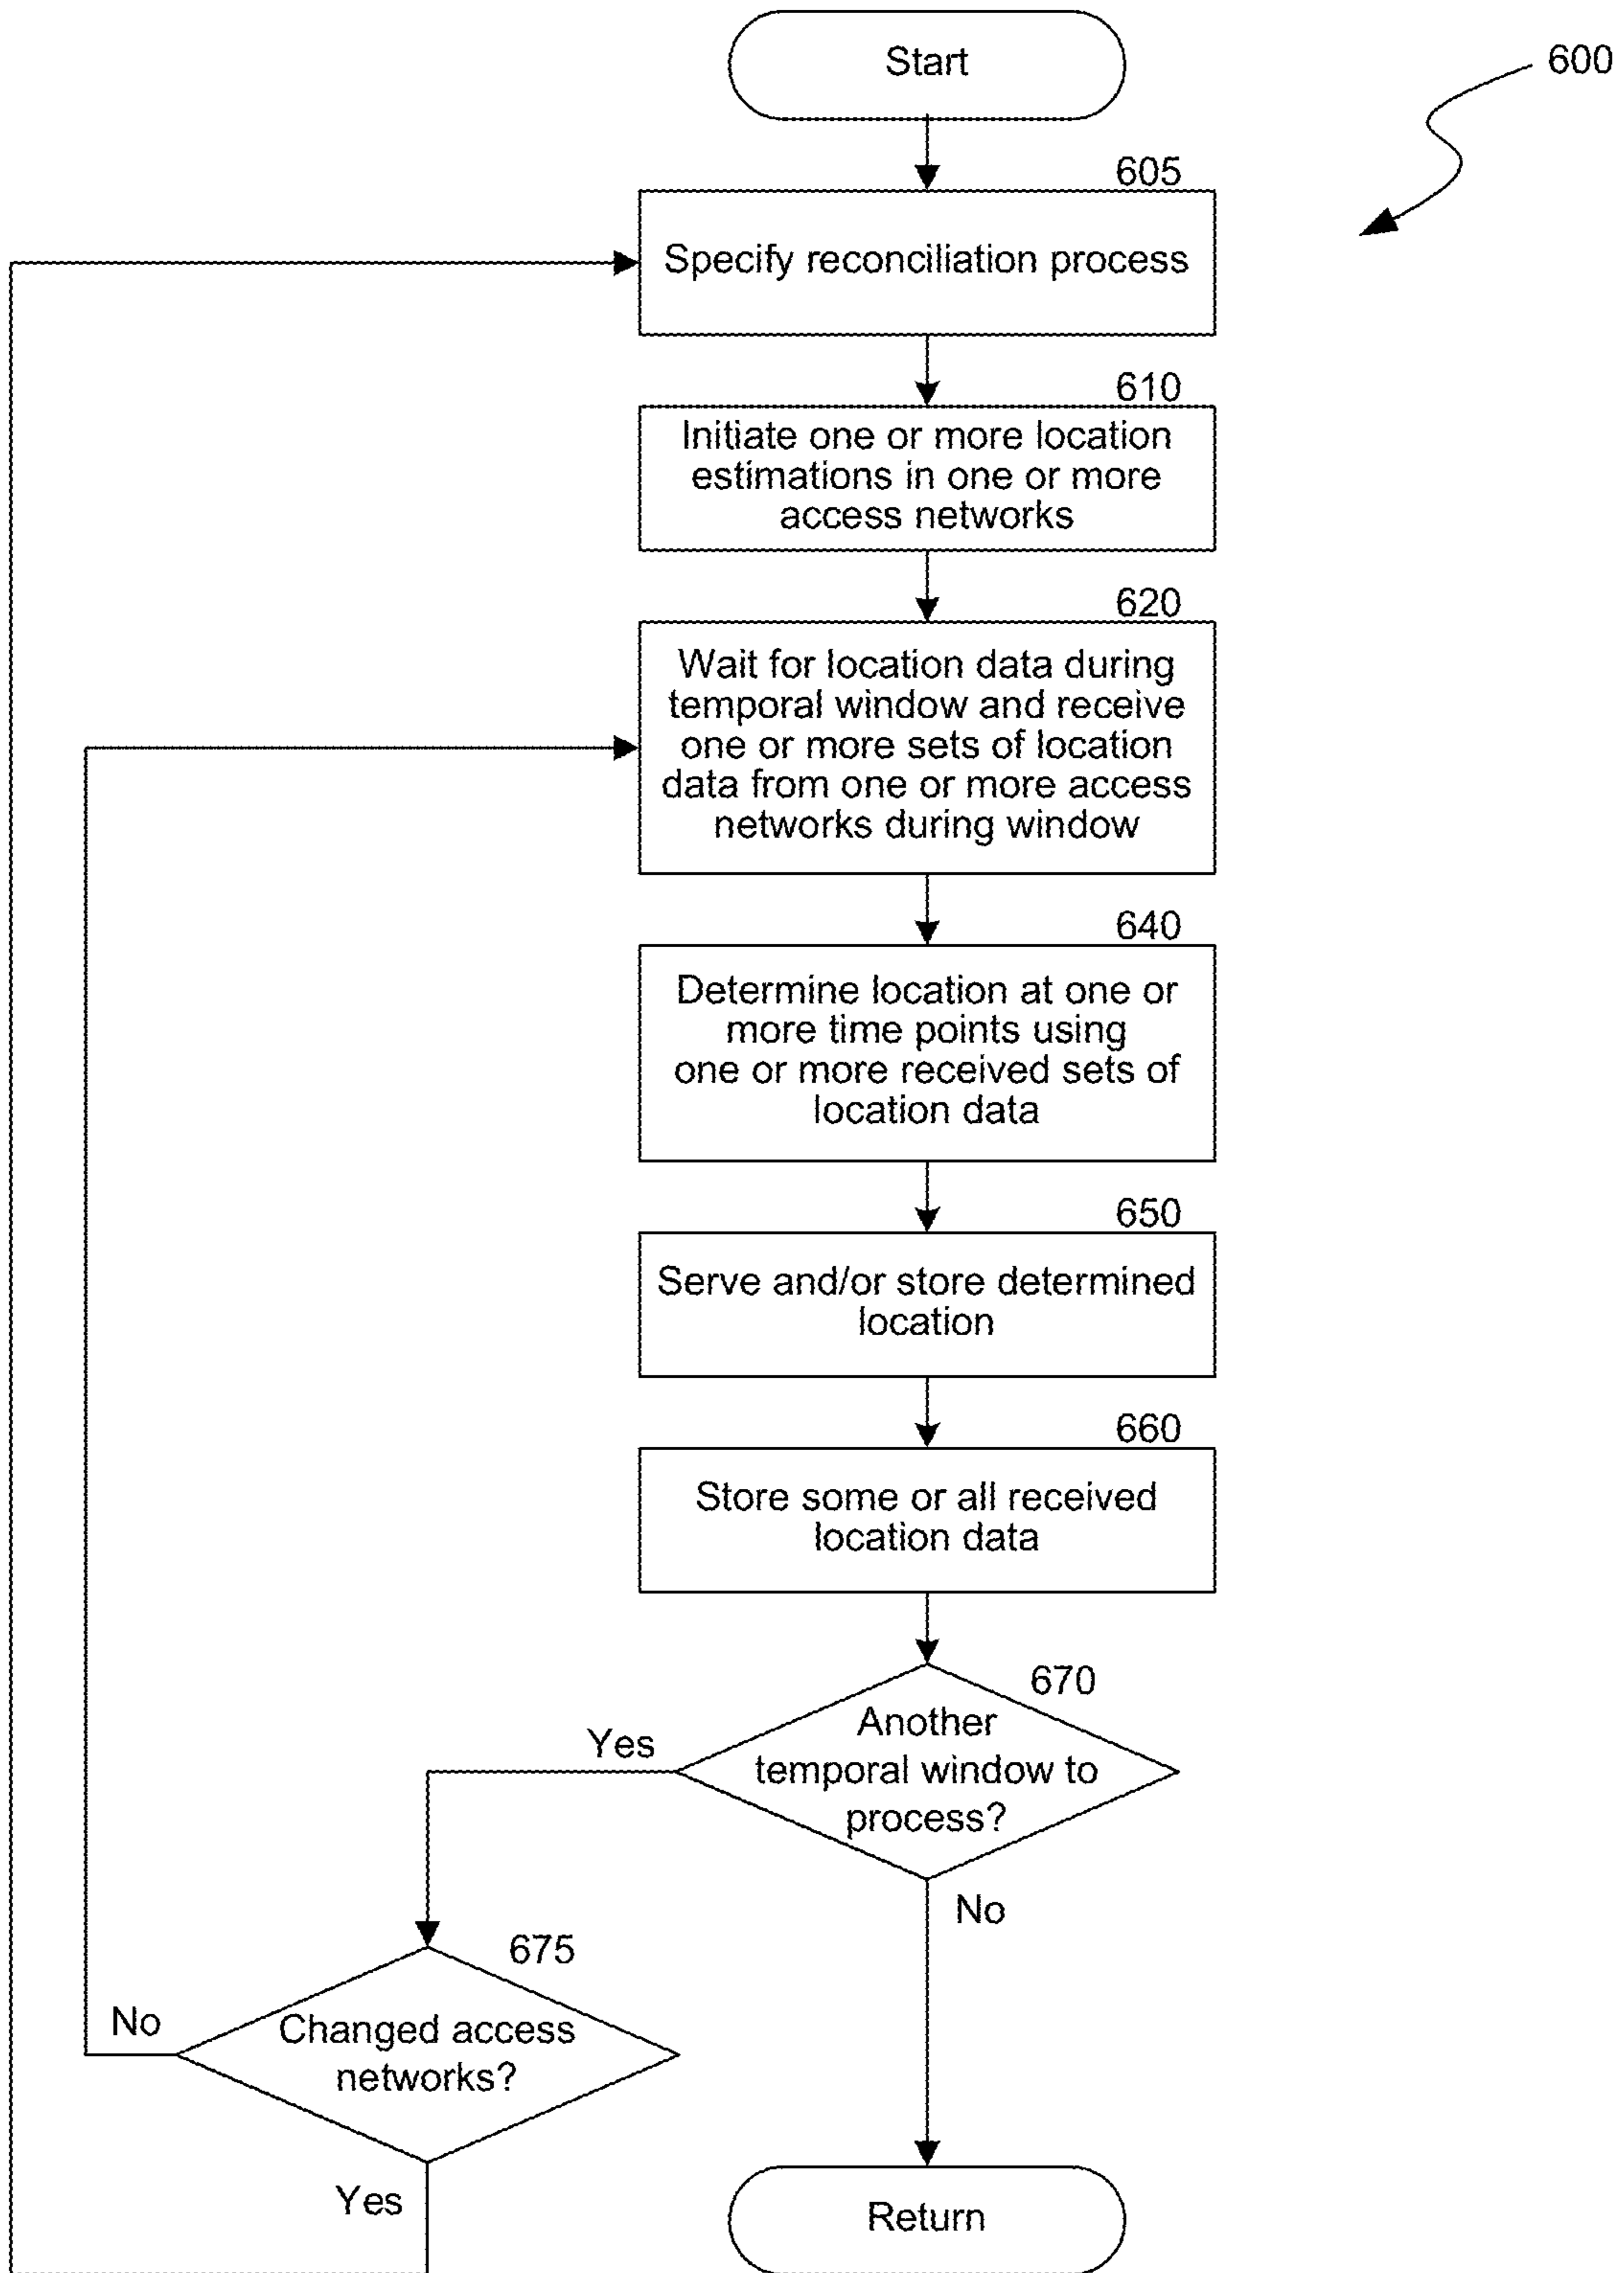 Start
600
605
Specify reconciliation process
610
Initiate one or more location
estimations in one or more
access networks
620
Wait for location data during
temporal window and receive
one or more sets of location
data from one or more access
networks during window
640
Determine location at one or
more time points using
one or more received sets of
location data
650
Serve and/or store determined
location
660
Store some or all received
location data
670
Another
temporal window to
process?
Yes
No
675
Changed access
networks?
No
Yes
Return